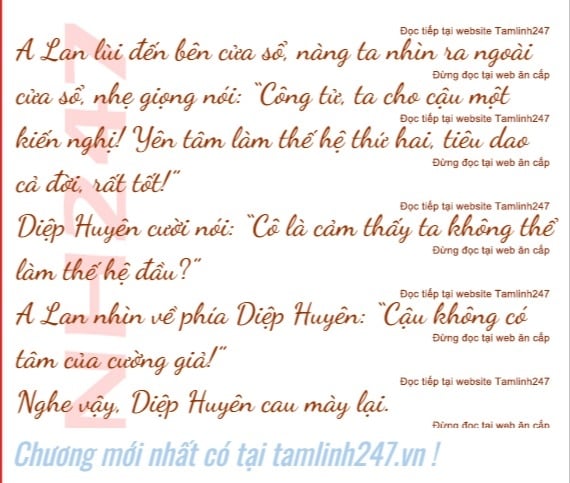 Đọc tiếp tại website Tamlinh247
A Lan lùi đến bên cửa sổ, nàng ta nhìn ra ngoài
Đừng đọc tại web ăn cắp
cửa sổ, nhẹ giọng nói: “Công tử, ta cho cậu một
Đọc tiếp tại website Tamlinh247
kiến nghị! Yên tâm làm thế hệ thứ hai, tiêu dao
Đừng đọc tại web ăn cắp
cả đời, rất tốt!”
Đọc tiếp tại website Tamlinh247
Diệp Huyên cười nói: “Cô là cảm thấy ta không thể
Đừng đọc tại web ăn cắp
làm thế hệ đầu?”
Đọc tiếp tại website Tamlinh247
A Lan nhìn về phía Diệp Huyên: “Cậu không có
Đừng đọc tại web ăn cắp
tâm của cường giả!”
Đọc tiếp tại website Tamlinh247
Nghe vậy, Diệp Huyên cau mày lại.
Đừng đọc tại web ăn cắp
NH247
Chương mới nhất có tại tamlinh247.vn !